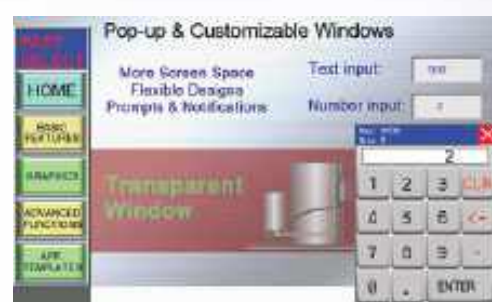 Pop-up & Customizable Windows
More Screen Space
Flexible Designs
Prompts & Notifications
Text input:
Number input:
HOME
BASIC
FEATURES
GRAPHICS
ADVANCED
FUNCTIONS
APP
TEMPLATES
Transparent
Window
2
1 2 3 CLR
4 5 6 <-
7 8 9 -
0 . ENTER